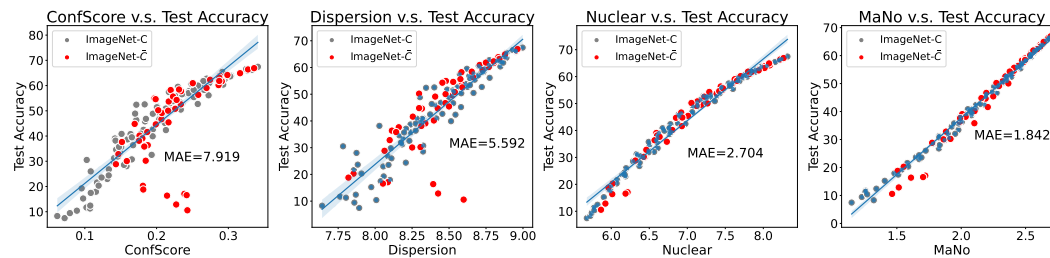 ConfScore v.s. Test Accuracy
80
70
60
50
40
30
20
10
Test Accuracy
ImageNet-C
ImageNet-C̄
MAE=7.919
0.1 0.2 0.3
ConfScore
Dispersion v.s. Test Accuracy
70
60
50
40
30
20
10
0
Test Accuracy
ImageNet-C
ImageNet-C̄
MAE=5.592
7.75 8.00 8.25 8.50 8.75 9.00
Dispersion
Nuclear v.s. Test Accuracy
70
60
50
40
30
20
10
Test Accuracy
ImageNet-C
ImageNet-C̄
MAE=2.704
6.0 6.5 7.0 7.5 8.0
Nuclear
MaNo v.s. Test Accuracy
60
50
40
30
20
10
0
Test Accuracy
ImageNet-C
ImageNet-C̄
MAE=1.842
1.5 2.0 2.5
MaNo